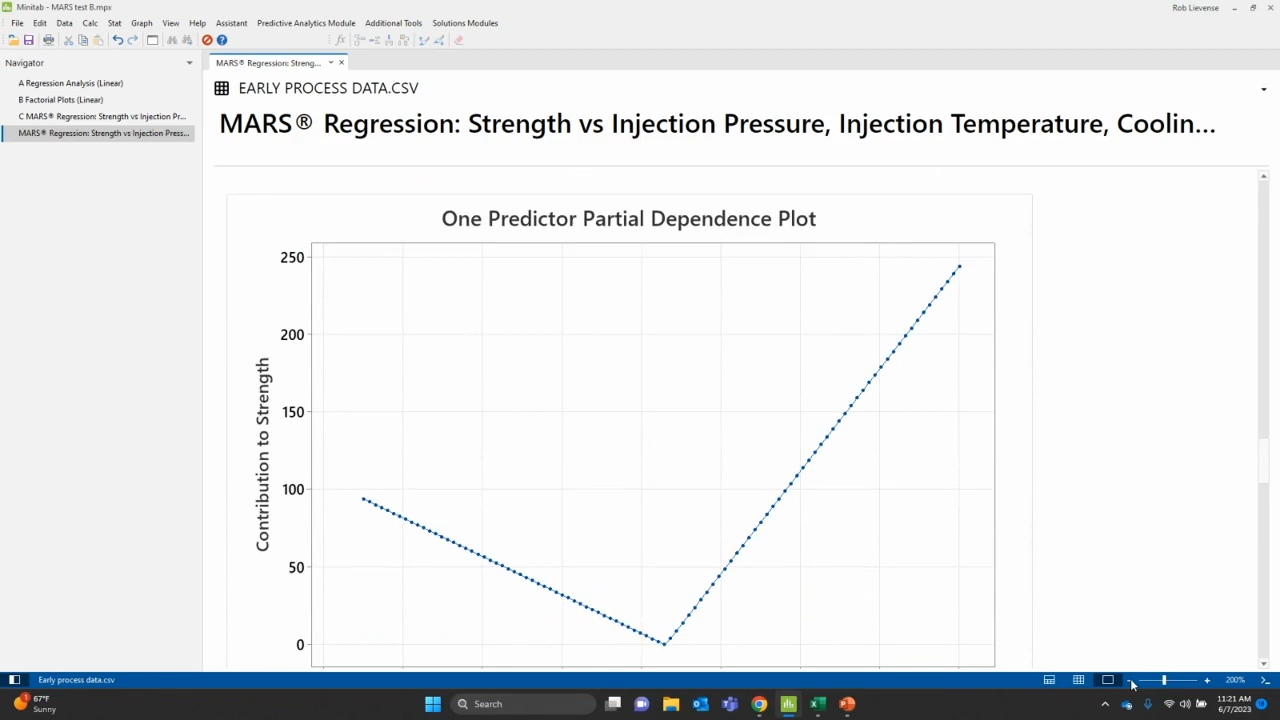 Minitab - MARS test B.mpx
Rob Lievense
File Edit Data Calc Stat Graph View Help Assistant Predictive Analytics Module Additional Tools Solutions Modules
Navigator
MARS® Regression: Streng...
A Regression Analysis (Linear)
B Factorial Plots (Linear)
C MARS® Regression: Strength vs Injection Pr...
MARS® Regression: Strength vs Injection Press...
EARLY PROCESS DATA.CSV
MARS® Regression: Strength vs Injection Pressure, Injection Temperature, Coolin...
One Predictor Partial Dependence Plot
250
200
150
100
50
0
Contribution to Strength
Early process data.csv
200%
67°F
Sunny
Search
11:21 AM
6/7/2023